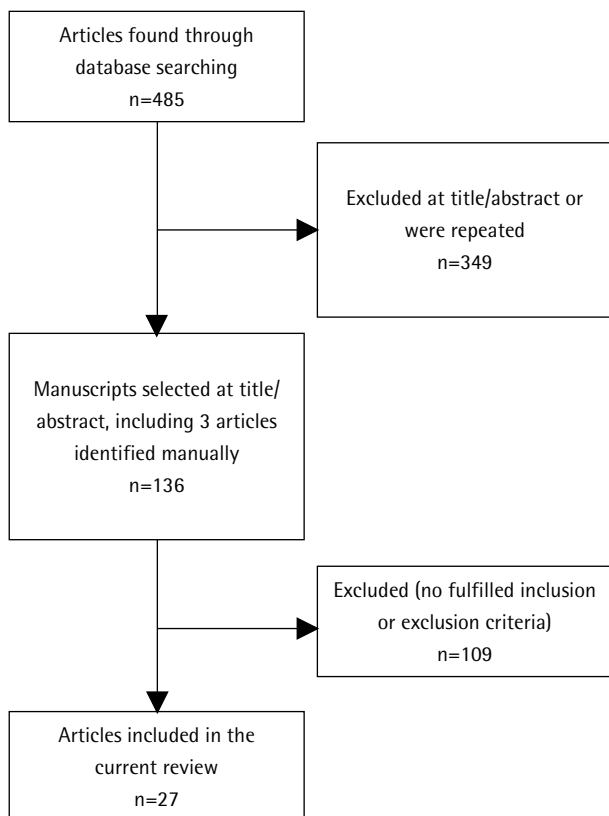 Articles found through
database searching
n=485
Excluded at title/abstract or
were repeated
n=349
Manuscripts selected at title/
abstract, including 3 articles
identified manually
n=136
Excluded (no fulfilled inclusion
or exclusion criteria)
n=109
Articles included in the
current review
n=27